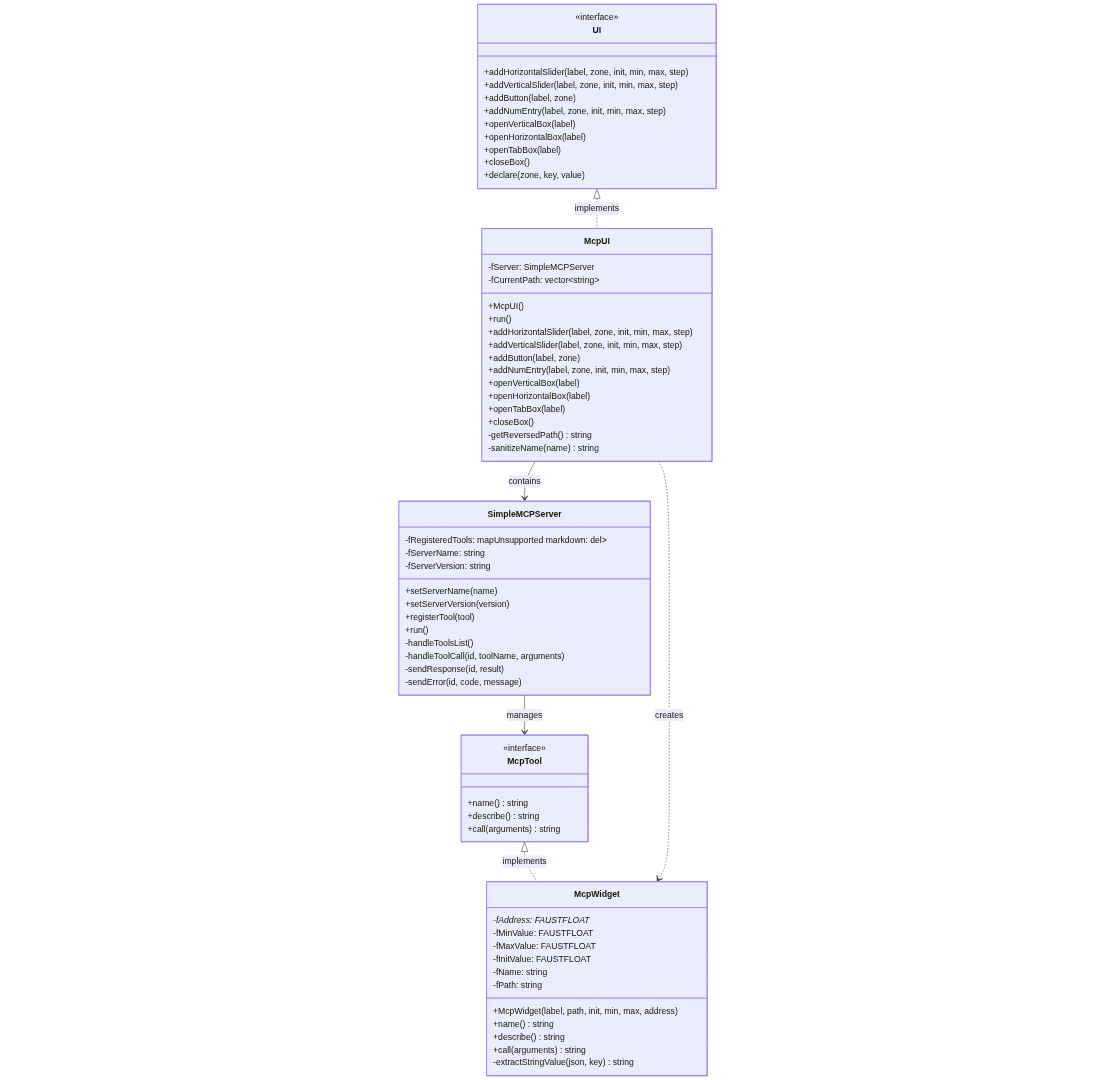 «interface»
UI
+addHorizontalSlider(label, zone, init, min, max, step)
+addVerticalSlider(label, zone, init, min, max, step)
+addButton(label, zone)
+addNumEntry(label, zone, init, min, max, step)
+openVerticalBox(label)
+openHorizontalBox(label)
+openTabBox(label)
+closeBox()
+declare(zone, key, value)
implements
McpUI
-fServer: SimpleMCPServer
-fCurrentPath: vector<string>
+McpUI()
+run()
+addHorizontalSlider(label, zone, init, min, max, step)
+addVerticalSlider(label, zone, init, min, max, step)
+addButton(label, zone)
+addNumEntry(label, zone, init, min, max, step)
+openVerticalBox(label)
+openHorizontalBox(label)
+openTabBox(label)
+closeBox()
-getReversedPath() : string
-sanitizeName(name) : string
contains
SimpleMCPServer
-fRegisteredTools: mapUnsupported markdown: del>
-fServerName: string
-fServerVersion: string
+setServerName(name)
+setServerVersion(version)
+registerTool(tool)
+run()
-handleToolsList()
-handleToolCall(id, toolName, arguments)
-sendResponse(id, result)
-sendError(id, code, message)
manages
creates
«interface»
McpTool
+name() : string
+describe() : string
+call(arguments) : string
implements
McpWidget
-fAddress: FAUSTFLOAT
-fMinValue: FAUSTFLOAT
-fMaxValue: FAUSTFLOAT
-fInitValue: FAUSTFLOAT
-fName: string
-fPath: string
+McpWidget(label, path, init, min, max, address)
+name() : string
+describe() : string
+call(arguments) : string
-extractStringValue(json, key) : string